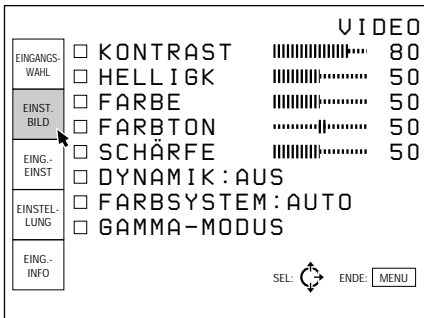 VIDEO
EINGANGS-
WAHL
EINST.
BILD
ENG.-
EINST
EINSTEL-
LUNG
EING.-
INFO
□ KONTRAST 80
□ HELLIGK 50
□ FARBE 50
□ FARBTON 50
□ SCHÄRFE 50
□ DYNAMIK:AUS
□ FARBSYSTEM:AUTO
□ GAMMA-MODUS
SEL: ENDE: MENU